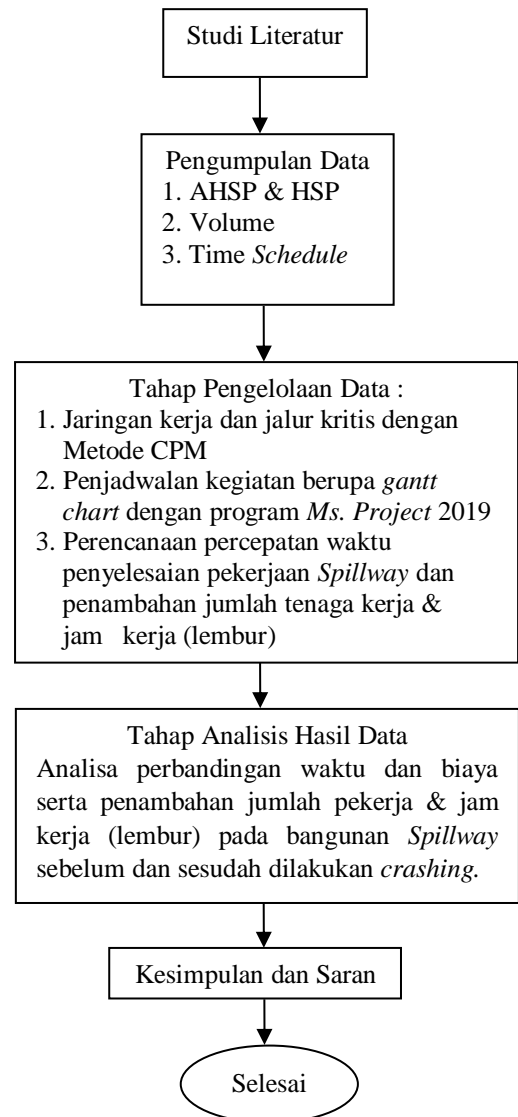 Studi Literatur
Pengumpulan Data
1. AHSP & HSP
2. Volume
3. Time Schedule
Tahap Pengelolaan Data :
1. Jaringan kerja dan jalur kritis dengan
Metode CPM
2. Penjadwalan kegiatan berupa gantt
chart dengan program Ms. Project 2019
3. Perencanaan percepatan waktu
penyelesaian pekerjaan Spillway dan
penambahan jumlah tenaga kerja &
jam kerja (lembur)
Tahap Analisis Hasil Data
Analisa perbandingan waktu dan biaya
serta penambahan jumlah pekerja & jam
kerja (lembur) pada bangunan Spillway
sebelum dan sesudah dilakukan crashing.
Kesimpulan dan Saran
Selesai